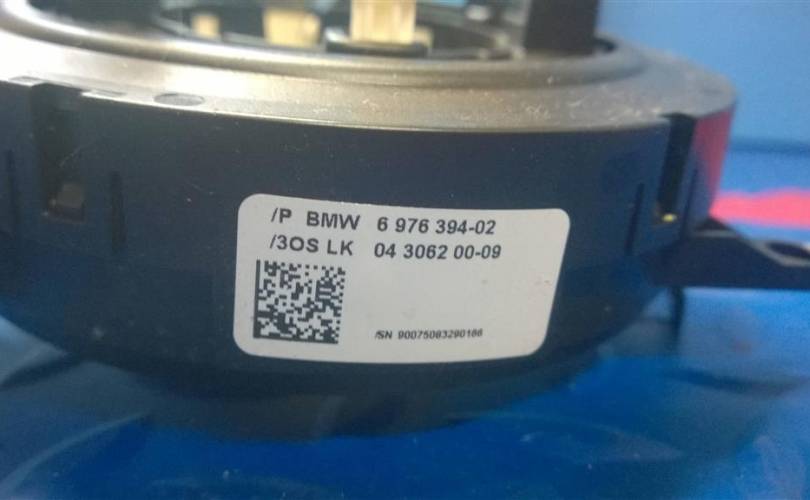 /P BMW 6 976 394-02
/3OS LK 04 3062 00-09
/SN 90075083290186